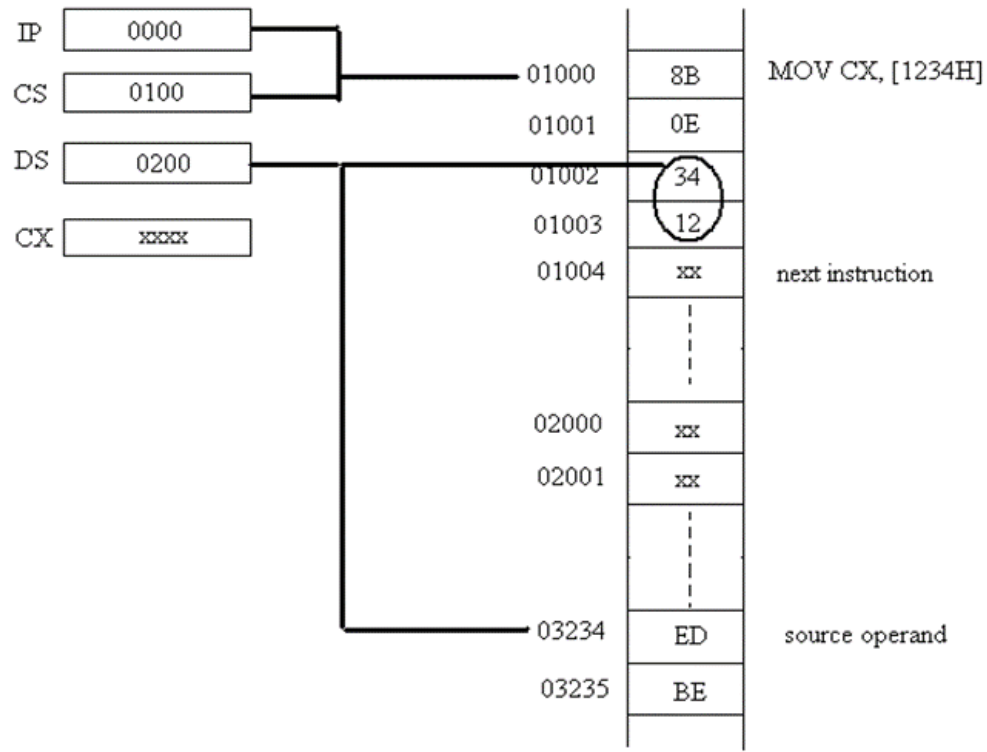 IP 0000
CS 0100
DS 0200
CX xxxx
01000 8B MOV CX, [1234H]
01001 0E
01002 34
01003 12
01004 xx next instruction
02000 xx
02001 xx
03234 ED source operand
03235 BE